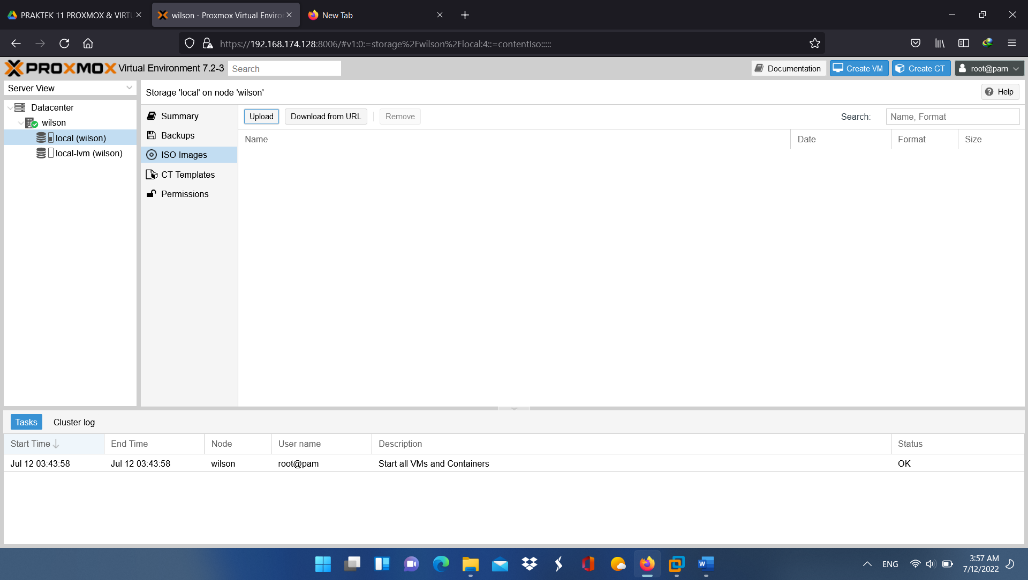 PRAKTEK 11 PROXMOX & VIRT
wilson - Proxmox Virtual Enviro
New Tab
https://192.168.174.128:8006/#v1:0:=storage%2Fwilson%2Flocal:4::=contentIso:::::
PROXMOX Virtual Environment 7.2-3
Search
Documentation
Create VM
Create CT
root@pam
Server View
Storage 'local' on node 'wilson'
Help
Datacenter
wilson
local (wilson)
local-lvm (wilson)
Summary
Backups
ISO Images
CT Templates
Permissions
Upload
Download from URL
Remove
Search:
Name, Format
Name
Date
Format
Size
Tasks
Cluster log
Start Time
End Time
Node
User name
Description
Status
Jul 12 03:43:58
Jul 12 03:43:58
wilson
root@pam
Start all VMs and Containers
OK
ENG
3:57 AM
7/12/2022